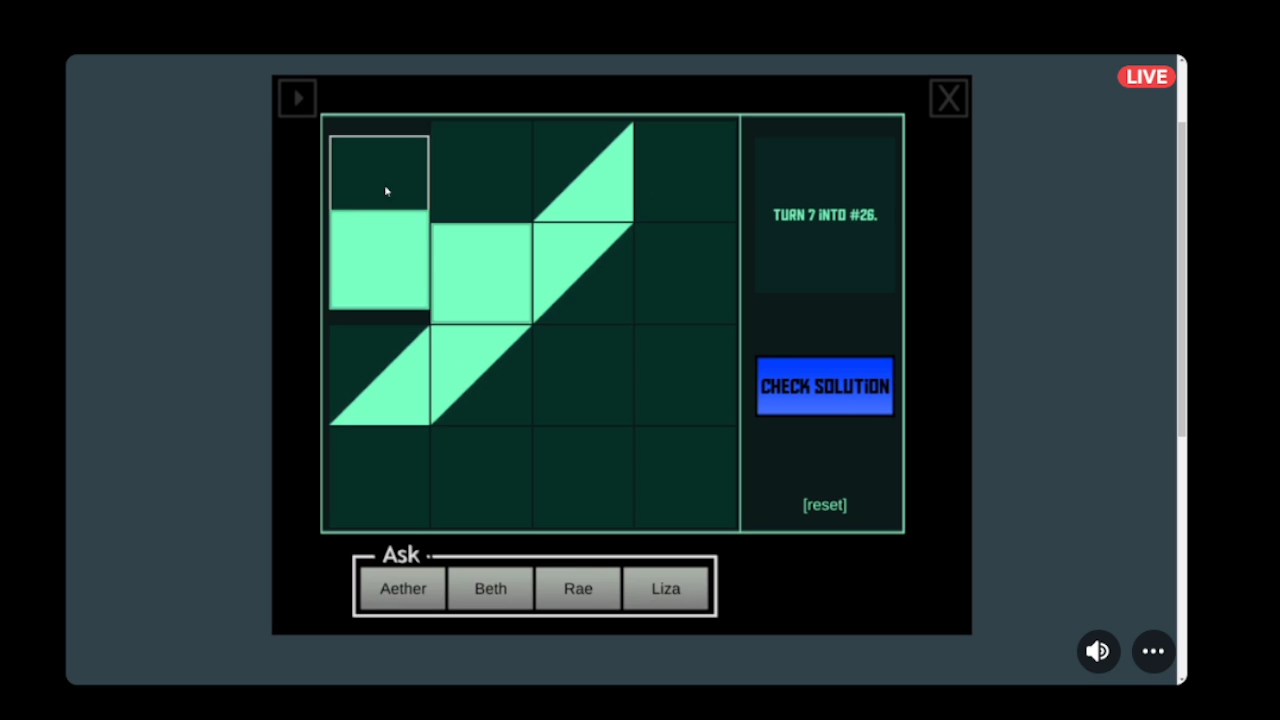 LIVE
TURN 7 INTO #26.
CHECK SOLUTION
[reset]
Ask
Aether
Beth
Rae
Liza